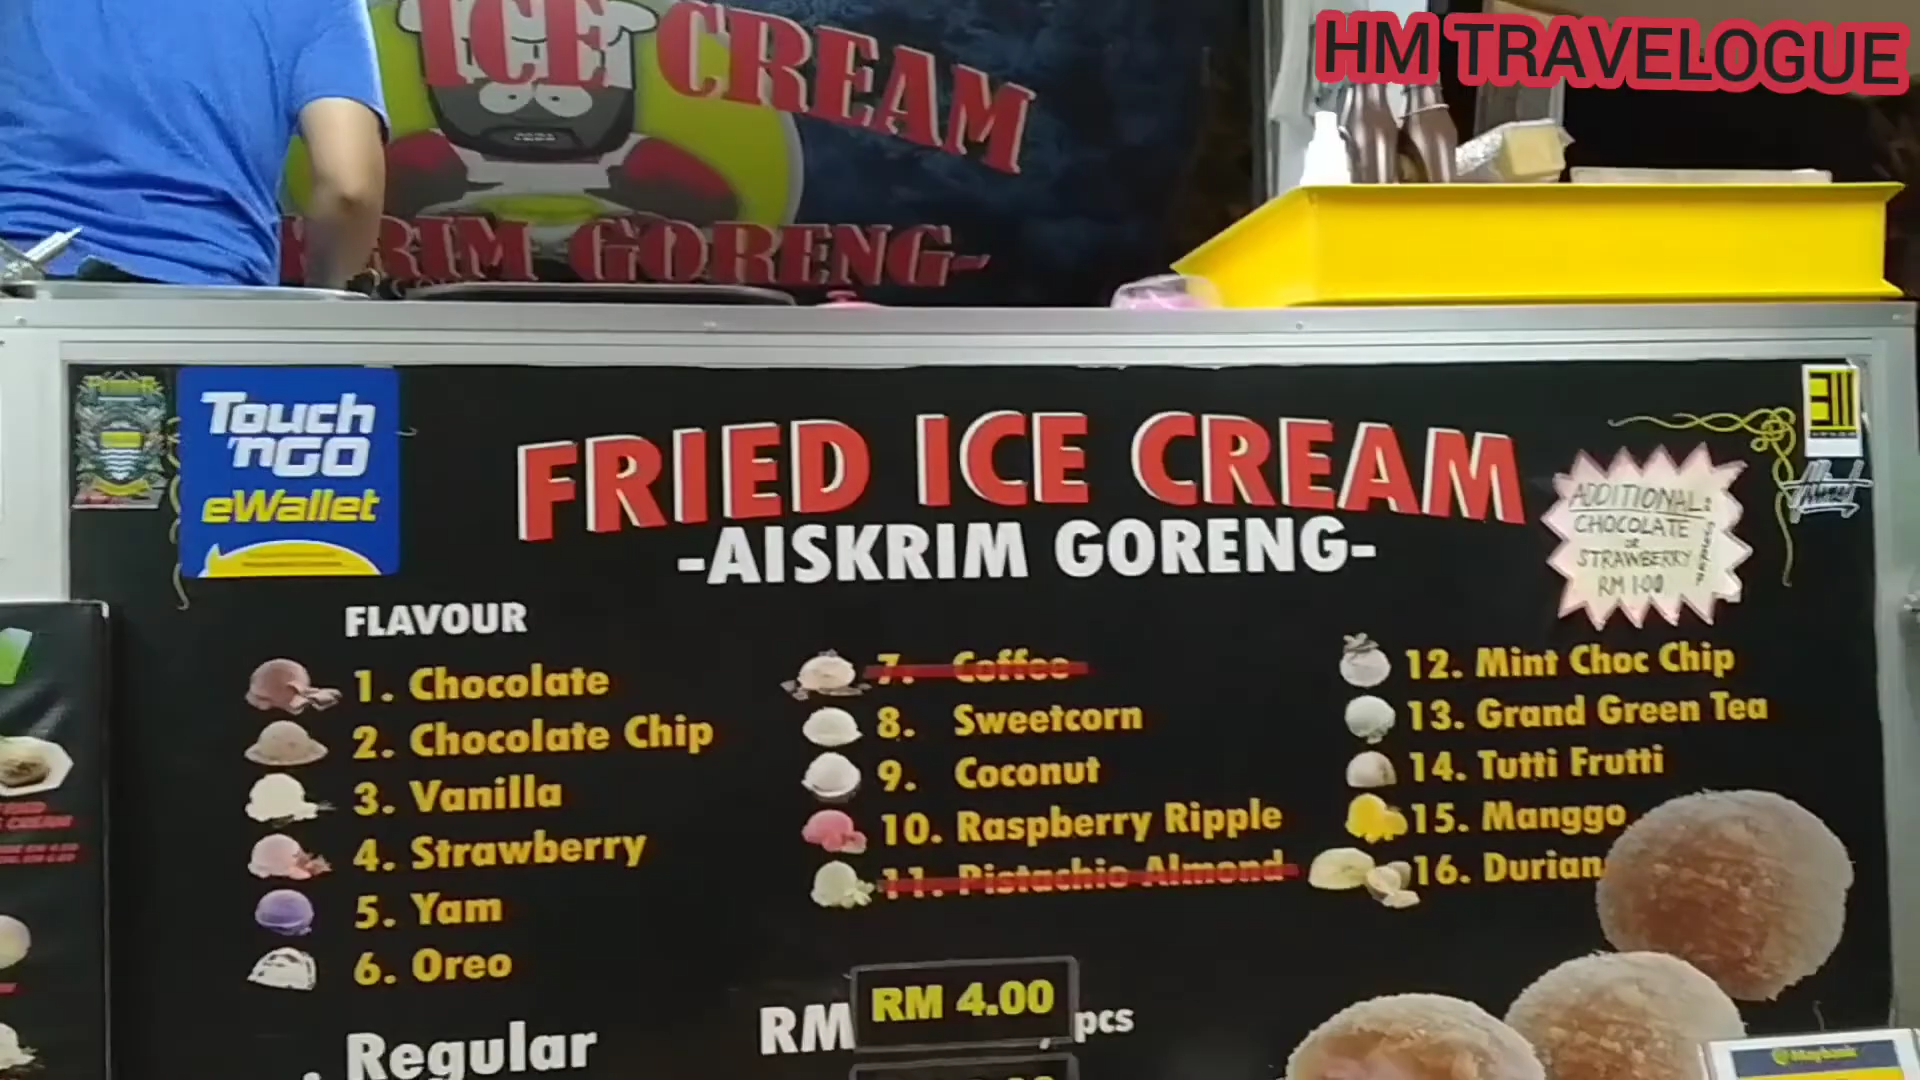 HM TRAVELOGUE
ICE CREAM
RIM GORENG-
Touch
'nGO
eWallet
FRIED ICE CREAM
-AISKRIM GORENG-
ADDITIONAL
CHOCOLATE
or
STRAWBERRY
RM 1.00
FLAVOUR
1. Chocolate
2. Chocolate Chip
3. Vanilla
4. Strawberry
5. Yam
6. Oreo
7. Coffee
8. Sweetcorn
9. Coconut
10. Raspberry Ripple
11. Pistachio Almond
12. Mint Choc Chip
13. Grand Green Tea
14. Tutti Frutti
15. Manggo
16. Durian
. Regular RM RM 4.00 pcs
Maybank